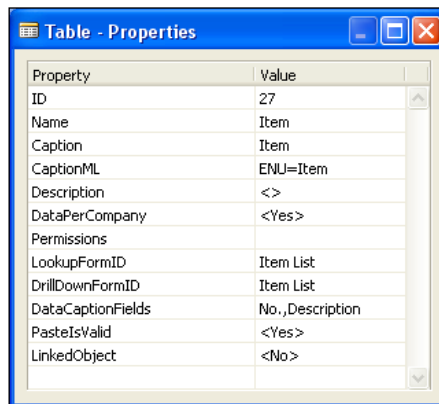 Table - Properties
Property Value
ID 27
Name Item
Caption Item
CaptionML ENU=Item
Description <>
DataPerCompany <Yes>
Permissions
LookupFormID Item List
DrillDownFormID Item List
DataCaptionFields No.,Description
PasteIsValid <Yes>
LinkedObject <No>